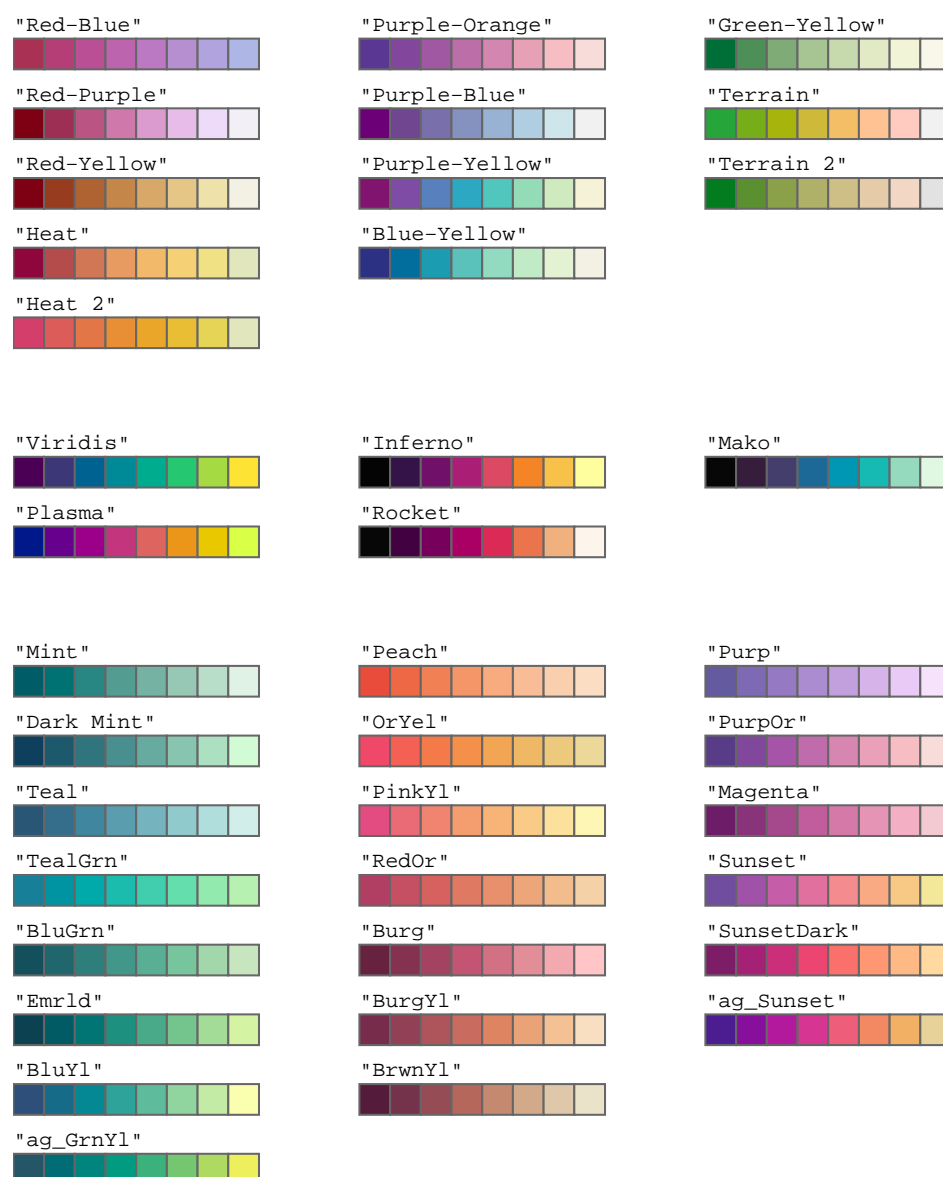 "Red-Blue"
"Red-Purple"
"Red-Yellow"
"Heat"
"Heat 2"
"Purple-Orange"
"Purple-Blue"
"Purple-Yellow"
"Blue-Yellow"
"Green-Yellow"
"Terrain"
"Terrain 2"
"Viridis"
"Plasma"
"Inferno"
"Rocket"
"Mako"
"Mint"
"Dark Mint"
"Teal"
"TealGrn"
"BluGrn"
"Emrld"
"BluYl"
"ag_GrnYl"
"Peach"
"OrYel"
"PinkYl"
"RedOr"
"Burg"
"BurgYl"
"BrwnYl"
"Purp"
"PurpOr"
"Magenta"
"Sunset"
"SunsetDark"
"ag_Sunset"